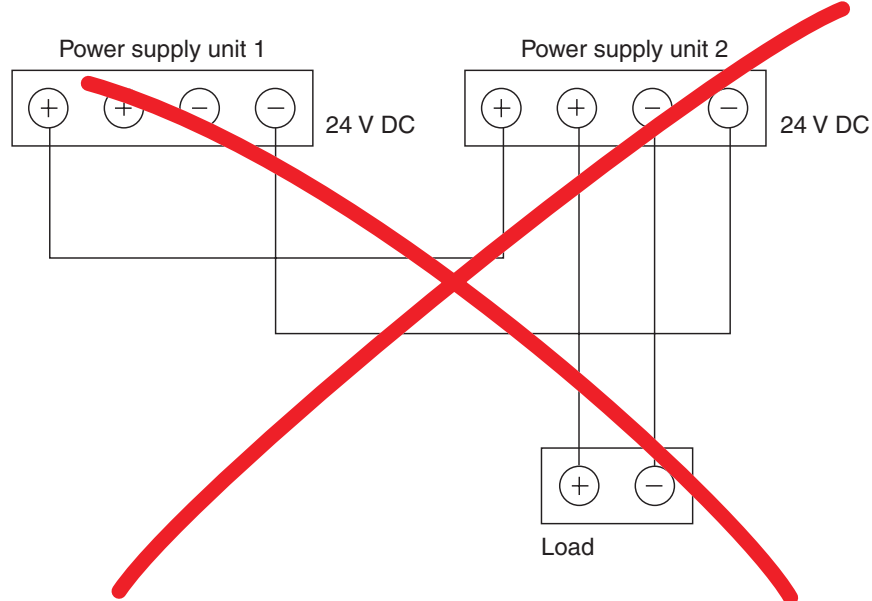 Power supply unit 1
Power supply unit 2
+ + − −
24 V DC
+ + − −
24 V DC
+ −
Load